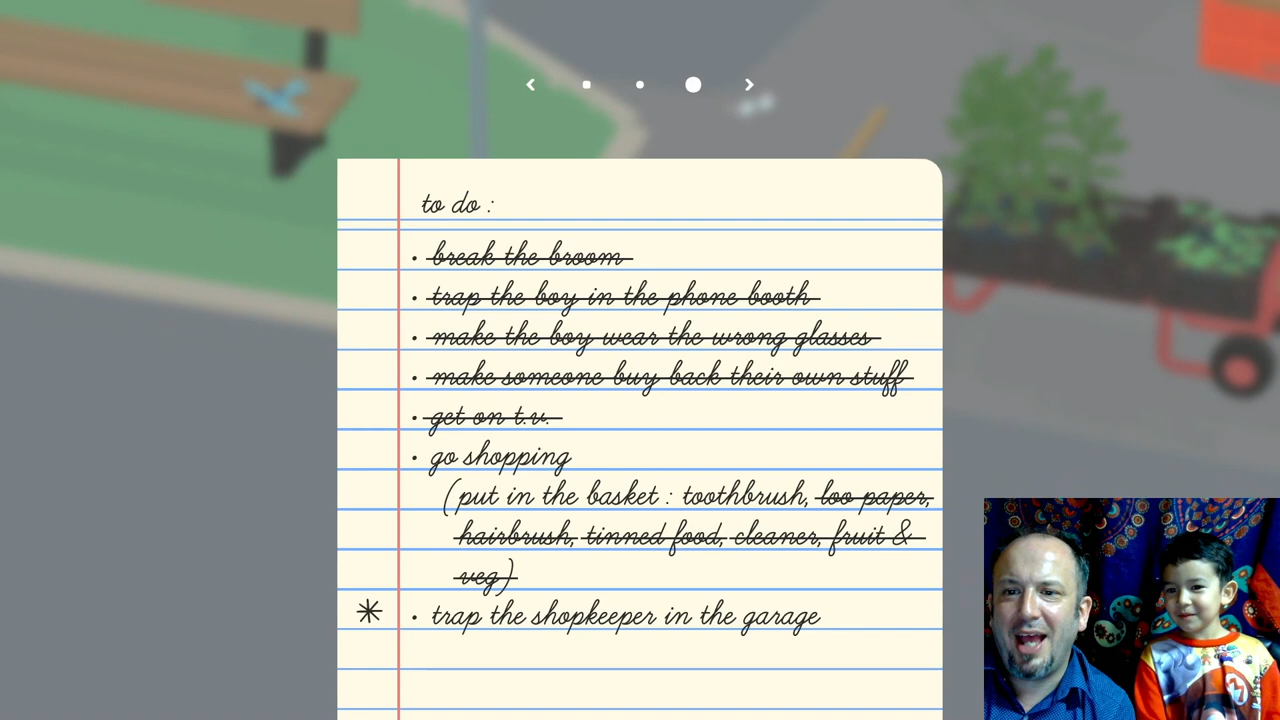 to do :
• break the broom
• trap the boy in the phone booth
• make the boy wear the wrong glasses
• make someone buy back their own stuff
• get on t.v.
• go shopping
(put in the basket : toothbrush, loo paper,
hairbrush, tinned food, cleaner, fruit &
veg)
* • trap the shopkeeper in the garage